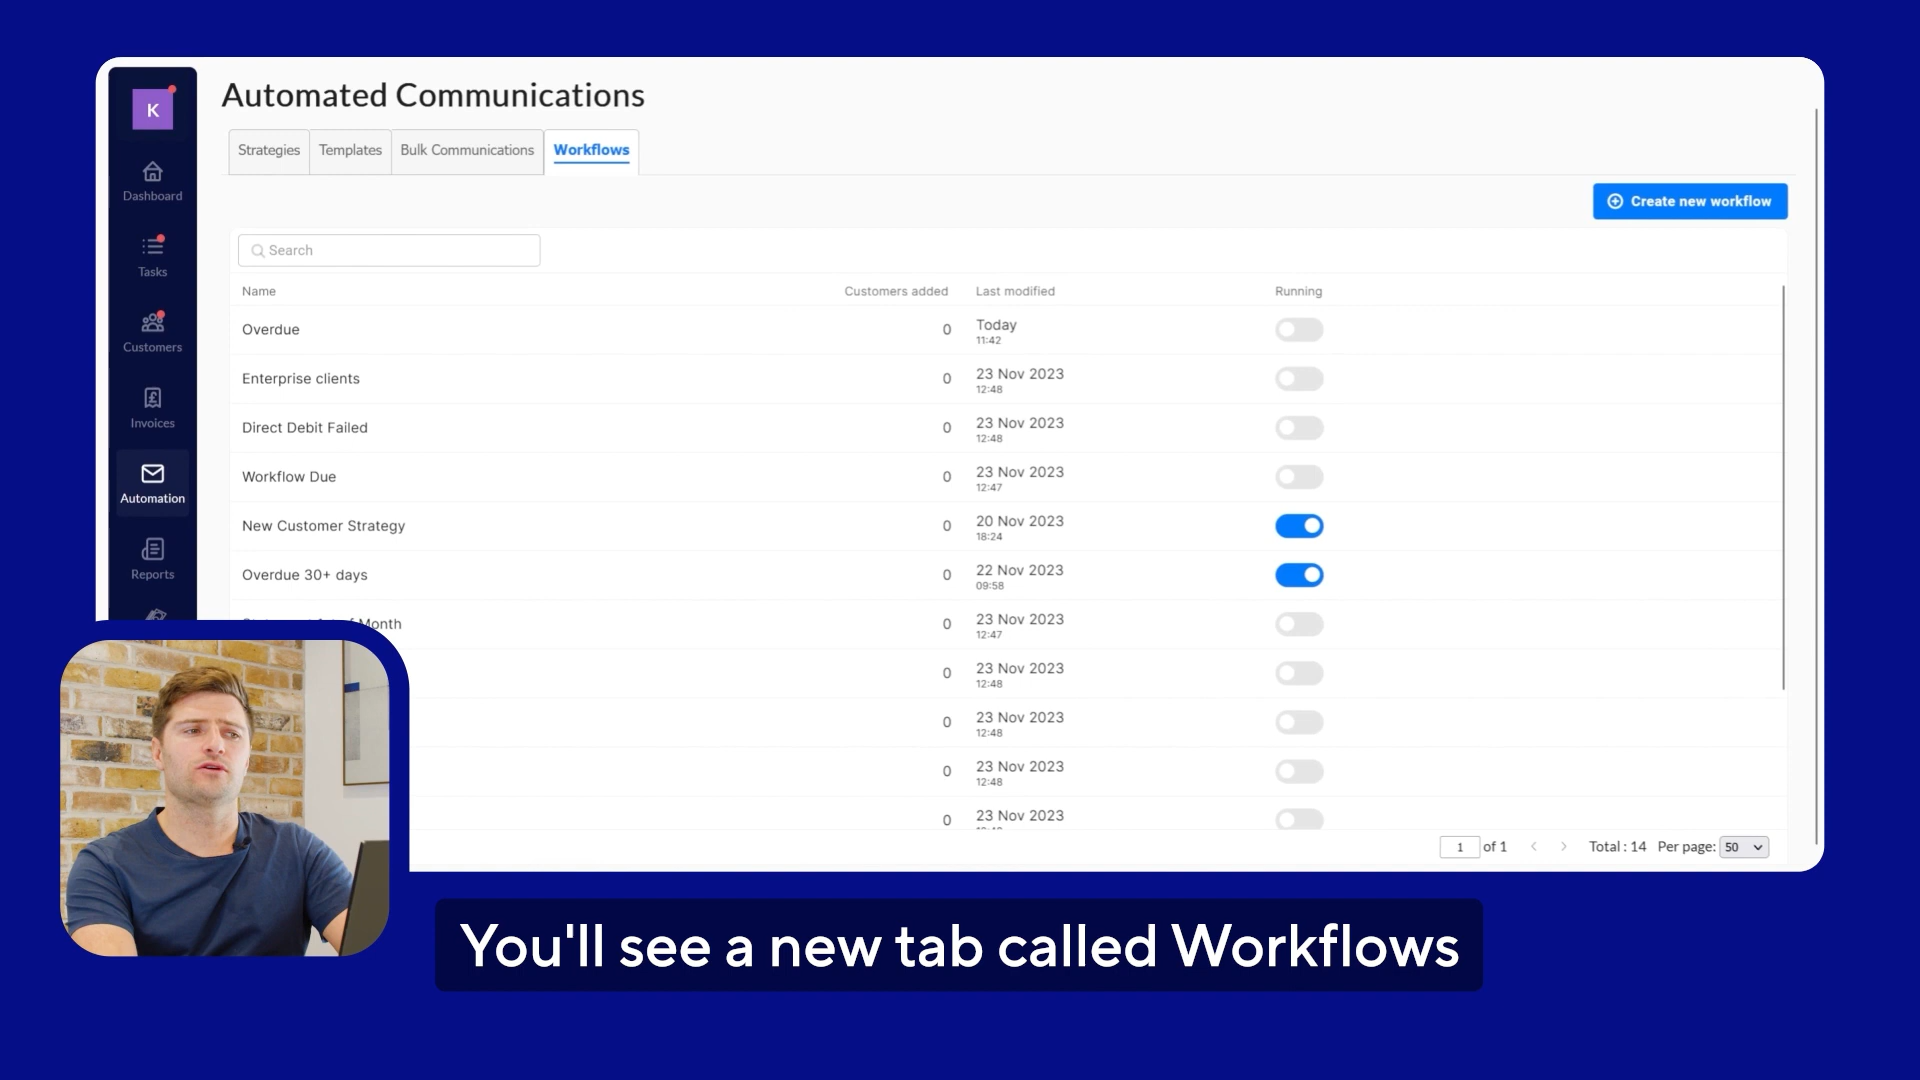 K
Automated Communications
Strategies Templates Bulk Communications Workflows
Create new workflow
Dashboard
Tasks
Customers
Invoices
Automation
Reports
Search
Name Customers added Last modified Running
Overdue 0 Today
11:42
Enterprise clients 0 23 Nov 2023
12:48
Direct Debit Failed 0 23 Nov 2023
12:48
Workflow Due 0 23 Nov 2023
12:47
New Customer Strategy 0 20 Nov 2023
18:24
Overdue 30+ days 0 22 Nov 2023
09:58
Month 0 23 Nov 2023
12:47
0 23 Nov 2023
12:48
0 23 Nov 2023
12:48
0 23 Nov 2023
12:48
0 23 Nov 2023
1 of 1 Total : 14 Per page: 50
You'll see a new tab called Workflows